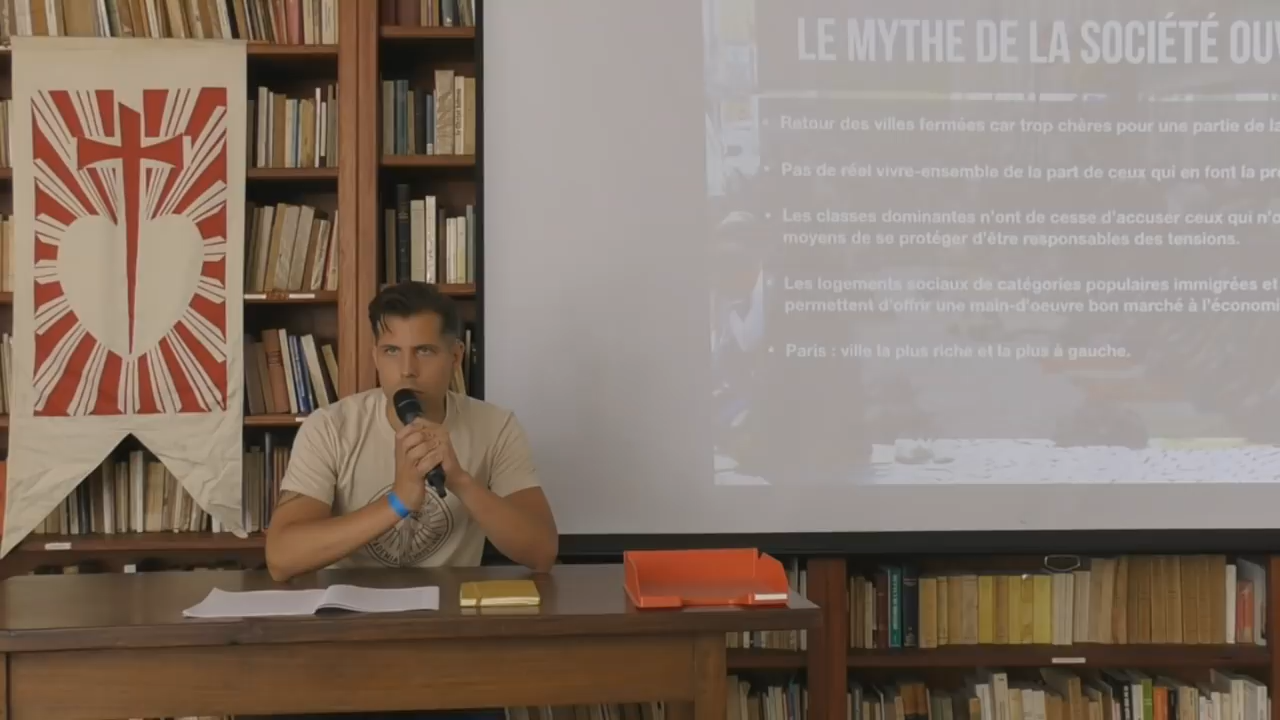 LE MYTHE DE LA SOCIÉTÉ OUV
• Retour des villes fermées car trop chères pour une partie de la
• Pas de réel vivre-ensemble de la part de ceux qui en font la pro
• Les classes dominantes n'ont de cesse d'accuser ceux qui n'o
moyens de se protéger d'être responsables des tensions.
• Les logements sociaux de catégories populaires immigrées et
permettent d'offrir une main-d'oeuvre bon marché à l'économi
• Paris : ville la plus riche et la plus à gauche.